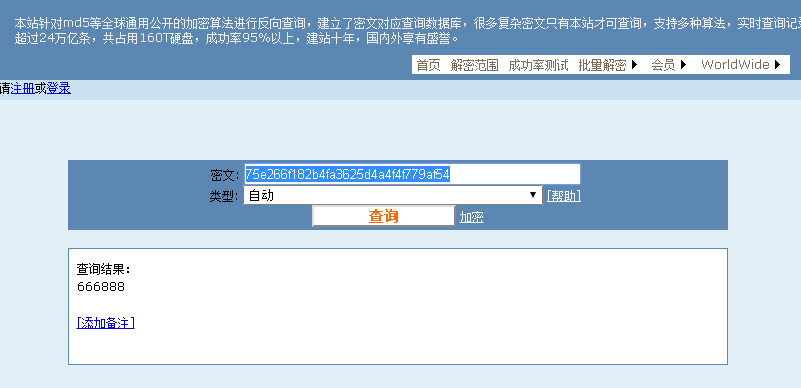 本站针对md5等全球通用公开的加密算法进行反向查询，建立了密文对应查询数据库，很多复杂密文只有本站才可查询，支持多种算法，实时查询记
超过24万亿条，共占用160T硬盘，成功率95%以上，建站十年，国内外享有盛誉。
首页 解密范围 成功率测试 批量解密 会员 WorldWide
请注册或登录
密文: 75e266f182b4fa3625d4a4f4f779af54
类型: 自动 [帮助]
查询 加密
查询结果:
666888
[添加备注]